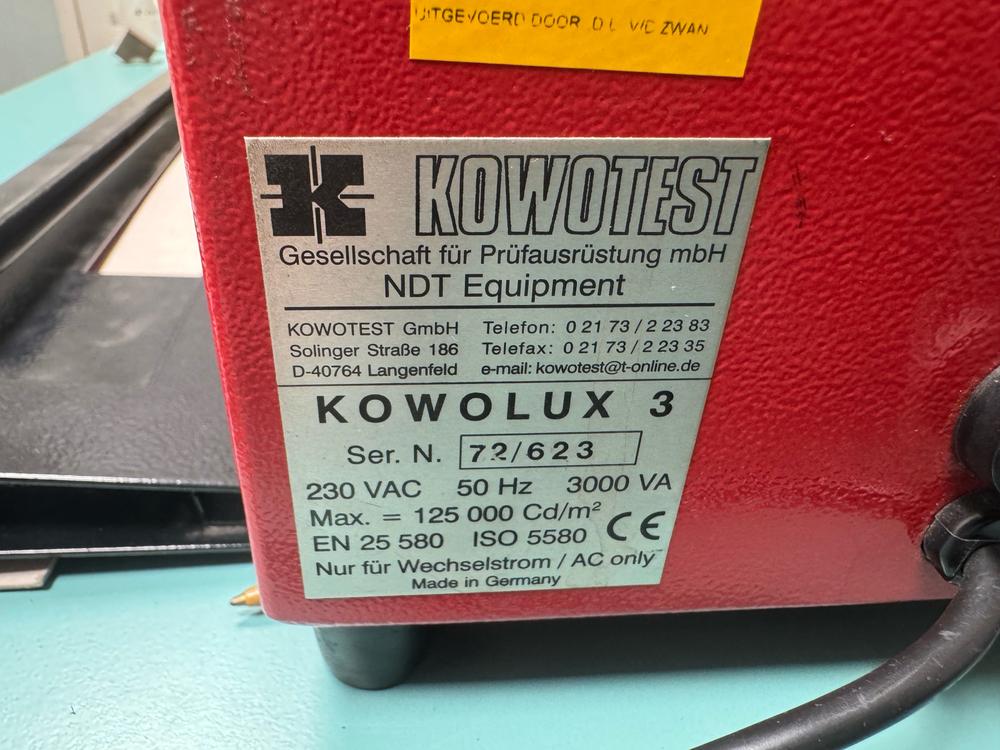 UITGEVOERD DOOR D L V/D ZWAN
K KOWOTEST
Gesellschaft für Prüfausrüstung mbH
NDT Equipment
KOWOTEST GmbH Telefon: 0 21 73 / 2 23 83
Solinger Straße 186 Telefax: 0 21 73 / 2 23 35
D-40764 Langenfeld e-mail: kowotest@t-online.de
KOWOLUX 3
Ser. N. 72/623
230 VAC 50 Hz 3000 VA
Max. = 125 000 Cd/m²
EN 25 580 ISO 5580 CE
Nur für Wechselstrom / AC only
Made in Germany